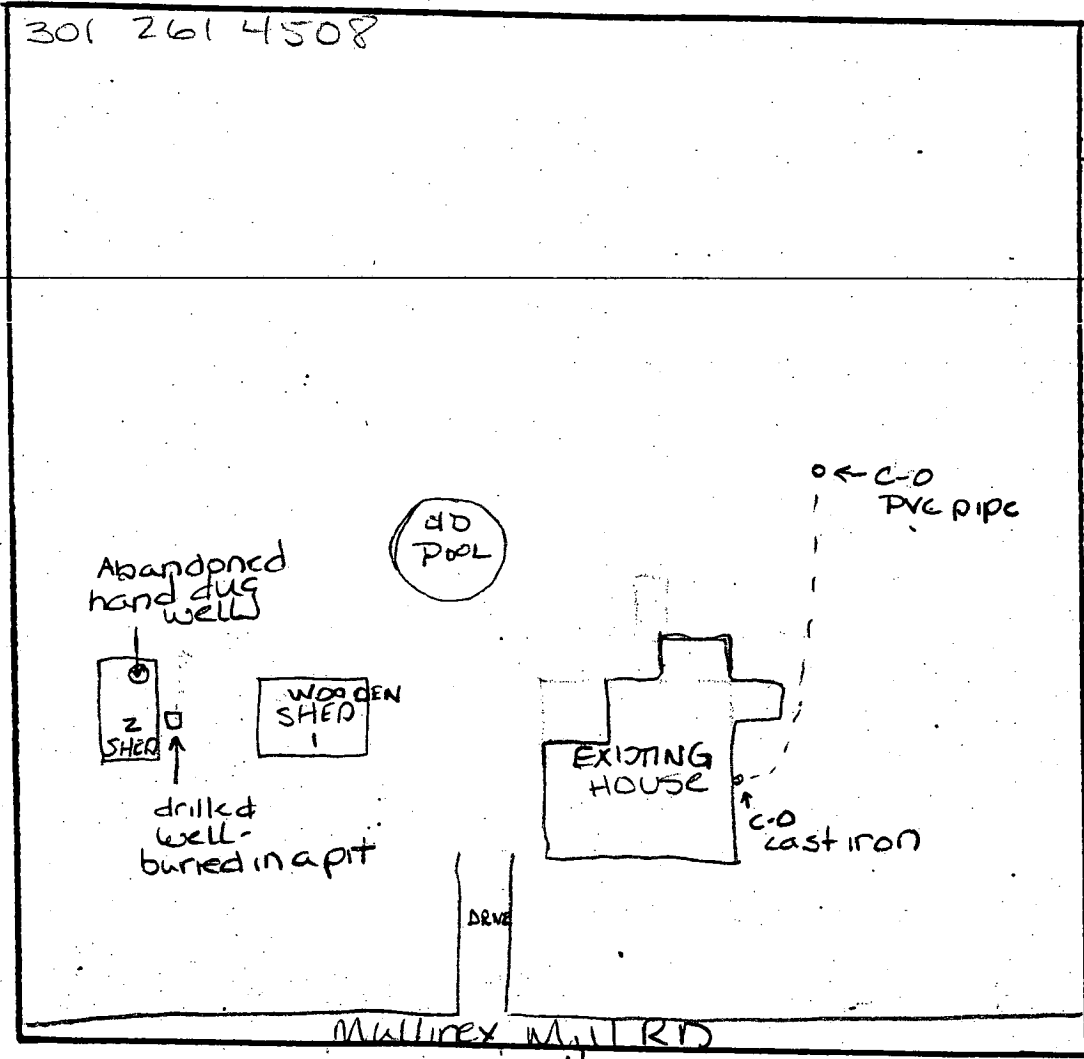 301 261 4508
C-O
PVC pipe
POOL
Abandoned
hand dug
well
WOODEN
SHED
1
2
SHED
EXISTING
HOUSE
C-O
cast iron
drilled
well-
buried in a pit
DRIVE
Mullinex Mill RD